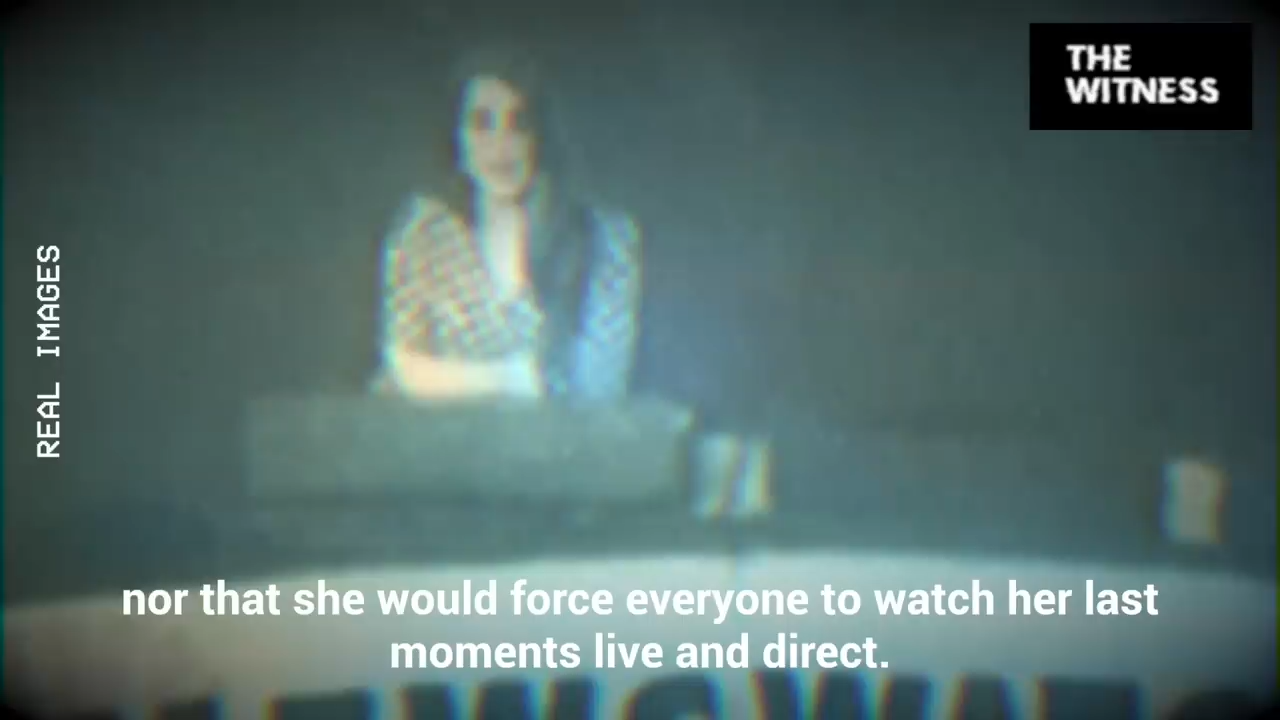 THE
WITNESS
REAL IMAGES
nor that she would force everyone to watch her last
moments live and direct.